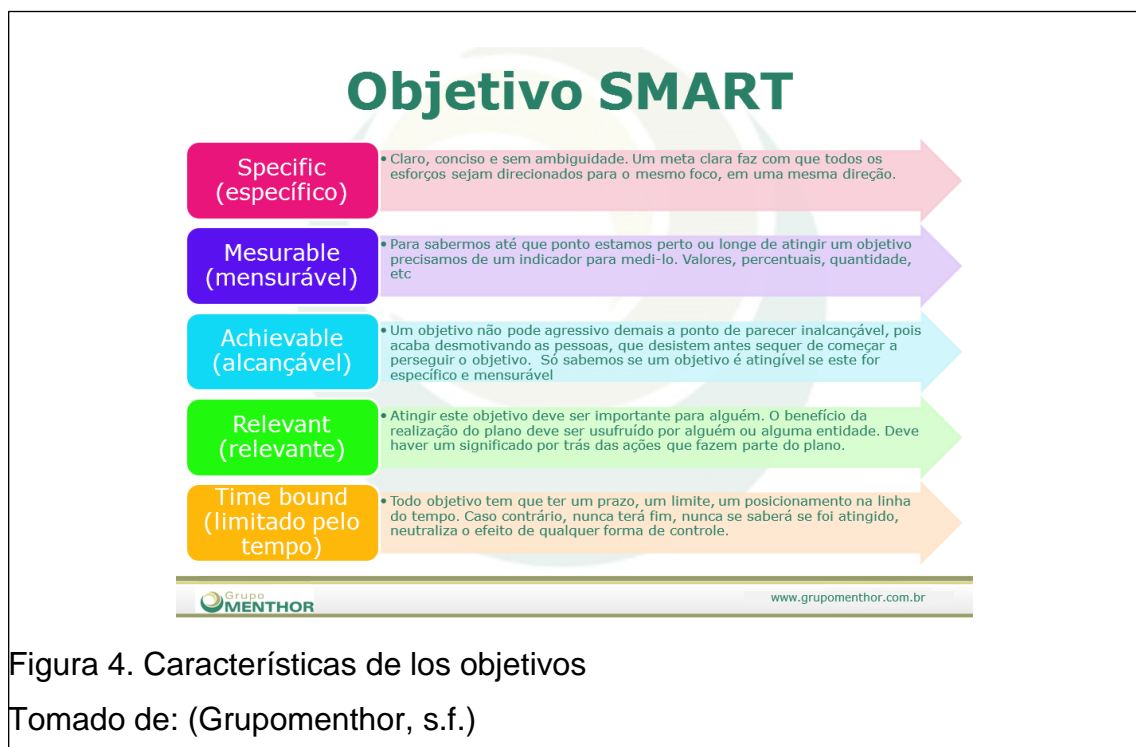 Objetivo SMART
Specific
(específico)
• Claro, conciso e sem ambiguidade. Um meta clara faz com que todos os
esforços sejam direcionados para o mesmo foco, em uma mesma direção.
Mesurable
(mensurável)
• Para sabermos até que ponto estamos perto ou longe de atingir um objetivo
precisamos de um indicador para medi-lo. Valores, percentuais, quantidade,
etc
Achievable
(alcançável)
• Um objetivo não pode agressivo demais a ponto de parecer inalcançável, pois
acaba desmotivando as pessoas, que desistem antes sequer de começar a
perseguir o objetivo. Só sabemos se um objetivo é atingível se este for
específico e mensurável
Relevant
(relevante)
• Atingir este objetivo deve ser importante para alguém. O benefício da
realização do plano deve ser usufruído por alguém ou alguma entidade. Deve
haver um significado por trás das ações que fazem parte do plano.
Time bound
(limitado pelo
tempo)
• Todo objetivo tem que ter um prazo, um limite, um posicionamento na linha
do tempo. Caso contrário, nunca terá fim, nunca se saberá se foi atingido,
neutraliza o efeito de qualquer forma de controle.
Grupo
MENTHOR
www.grupomenthor.com.br
Figura 4. Características de los objetivos
Tomado de: (Grupomenthor, s.f.)